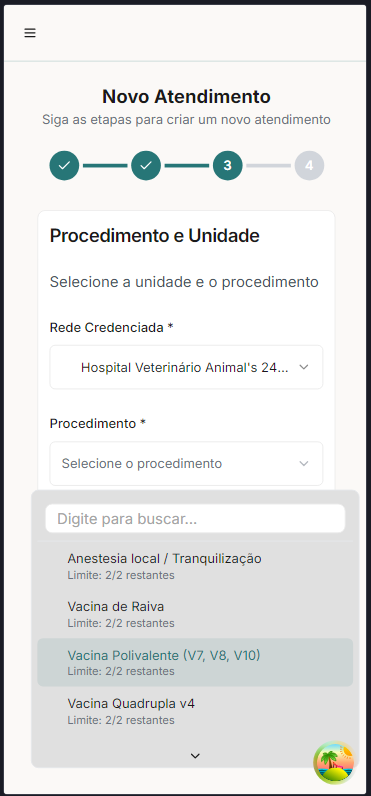 Novo Atendimento
Siga as etapas para criar um novo atendimento
3
4
Procedimento e Unidade
Selecione a unidade e o procedimento
Rede Credenciada *
Hospital Veterinário Animal's 24...
Procedimento *
Selecione o procedimento
Digite para buscar...
Anestesia local / Tranquilização
Limite: 2/2 restantes
Vacina de Raiva
Limite: 2/2 restantes
Vacina Polivalente (V7, V8, V10)
Limite: 2/2 restantes
Vacina Quadrupla v4
Limite: 2/2 restantes